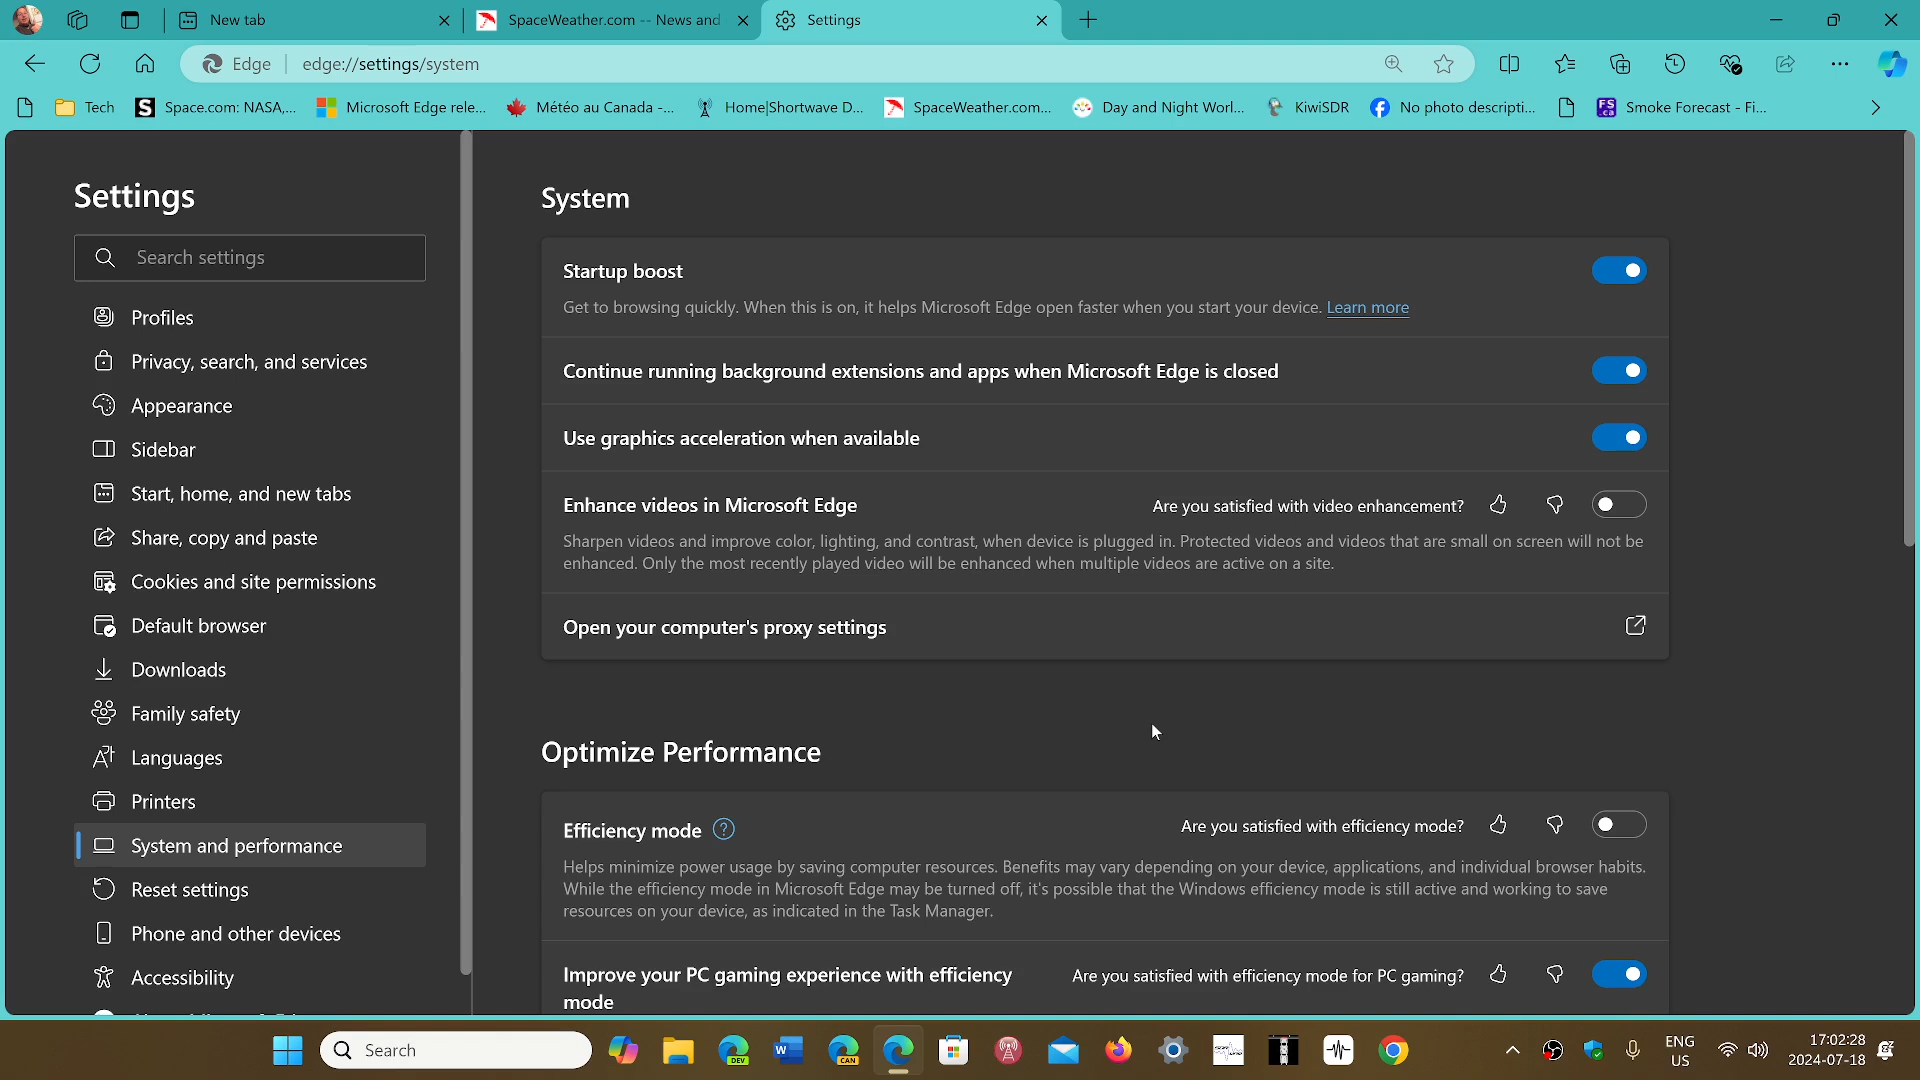 New tab
SpaceWeather.com -- News and
Settings
Edge
edge://settings/system
Tech
Space.com: NASA,...
Microsoft Edge rele...
Météo au Canada -...
Home|Shortwave D...
SpaceWeather.com...
Day and Night Worl...
KiwiSDR
No photo descripti...
FS
.ca
Smoke Forecast - Fi...
Settings
Search settings
Profiles
Privacy, search, and services
Appearance
Sidebar
Start, home, and new tabs
Share, copy and paste
Cookies and site permissions
Default browser
Downloads
Family safety
Languages
Printers
System and performance
Reset settings
Phone and other devices
Accessibility
System
Startup boost
Get to browsing quickly. When this is on, it helps Microsoft Edge open faster when you start your device. Learn more
Continue running background extensions and apps when Microsoft Edge is closed
Use graphics acceleration when available
Enhance videos in Microsoft Edge
Are you satisfied with video enhancement?
Sharpen videos and improve color, lighting, and contrast, when device is plugged in. Protected videos and videos that are small on screen will not be
enhanced. Only the most recently played video will be enhanced when multiple videos are active on a site.
Open your computer's proxy settings
Optimize Performance
Efficiency mode
Are you satisfied with efficiency mode?
Helps minimize power usage by saving computer resources. Benefits may vary depending on your device, applications, and individual browser habits.
While the efficiency mode in Microsoft Edge may be turned off, it's possible that the Windows efficiency mode is still active and working to save
resources on your device, as indicated in the Task Manager.
Improve your PC gaming experience with efficiency
mode
Are you satisfied with efficiency mode for PC gaming?
Search
DEV
W
CAN
ENG
US
17:02:28
2024-07-18